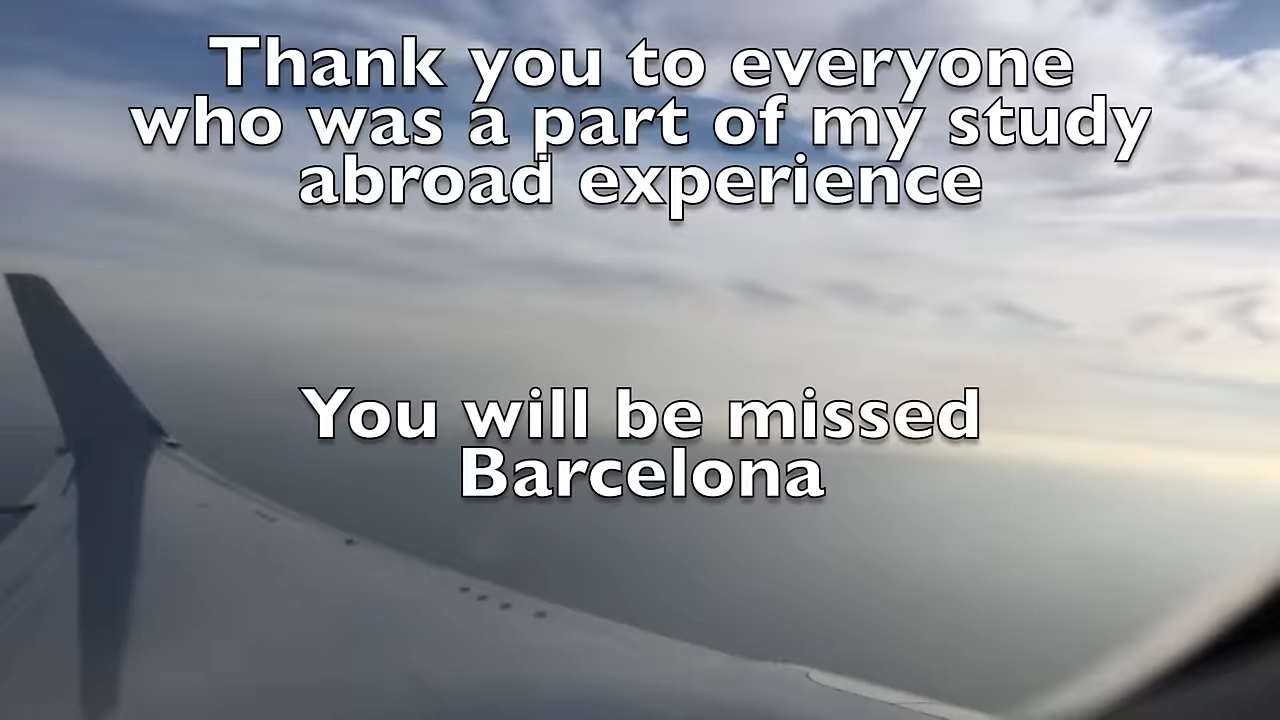 Thank you to everyone
who was a part of my study
abroad experience
You will be missed
Barcelona